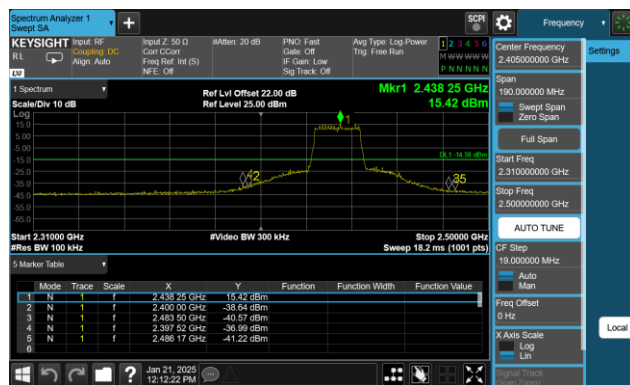 Spectrum Analyzer 1
Swept SA
SCPI
Frequency
KEYSIGHT
RL
LXI
Input: RF
Coupling: DC
Align: Auto
Input Z: 50 Ω
Corr CCorr
Freq Ref: Int (S)
NFE: Off
#Atten: 20 dB
PNO: Fast
Gate: Off
IF Gain: Low
Sig Track: Off
Avg Type: Log-Power
Trig: Free Run
1 2 3 4 5 6
M W W W W W
P N N N N N
Center Frequency
2.405000000 GHz
Settings
1 Spectrum
Scale/Div 10 dB
Log
Ref Lvl Offset 22.00 dB
Ref Level 25.00 dBm
Mkr1 2.438 25 GHz
15.42 dBm
15.0
5.00
-5.00
-15.0
-25.0
-35.0
-45.0
-55.0
-65.0
1
DL1 -14.58 dBm
2
35
Start 2.31000 GHz
#Res BW 100 kHz
#Video BW 300 kHz
Stop 2.50000 GHz
Sweep 18.2 ms (1001 pts)
Span
190.000000 MHz
Swept Span
Zero Span
Full Span
Start Freq
2.310000000 GHz
Stop Freq
2.500000000 GHz
AUTO TUNE
CF Step
19.000000 MHz
Auto
Man
Freq Offset
0 Hz
X Axis Scale
Log
Lin
Signal Track
(Span Zoom)
Local
5 Marker Table
Mode Trace Scale X Y Function Function Width Function Value
1 N 1 f 2.438 25 GHz 15.42 dBm
2 N 1 f 2.400 00 GHz -38.64 dBm
3 N 1 f 2.483 50 GHz -40.57 dBm
4 N 1 f 2.397 52 GHz -36.99 dBm
5 N 1 f 2.486 17 GHz -41.22 dBm
6
?
Jan 21, 2025
12:12:22 PM